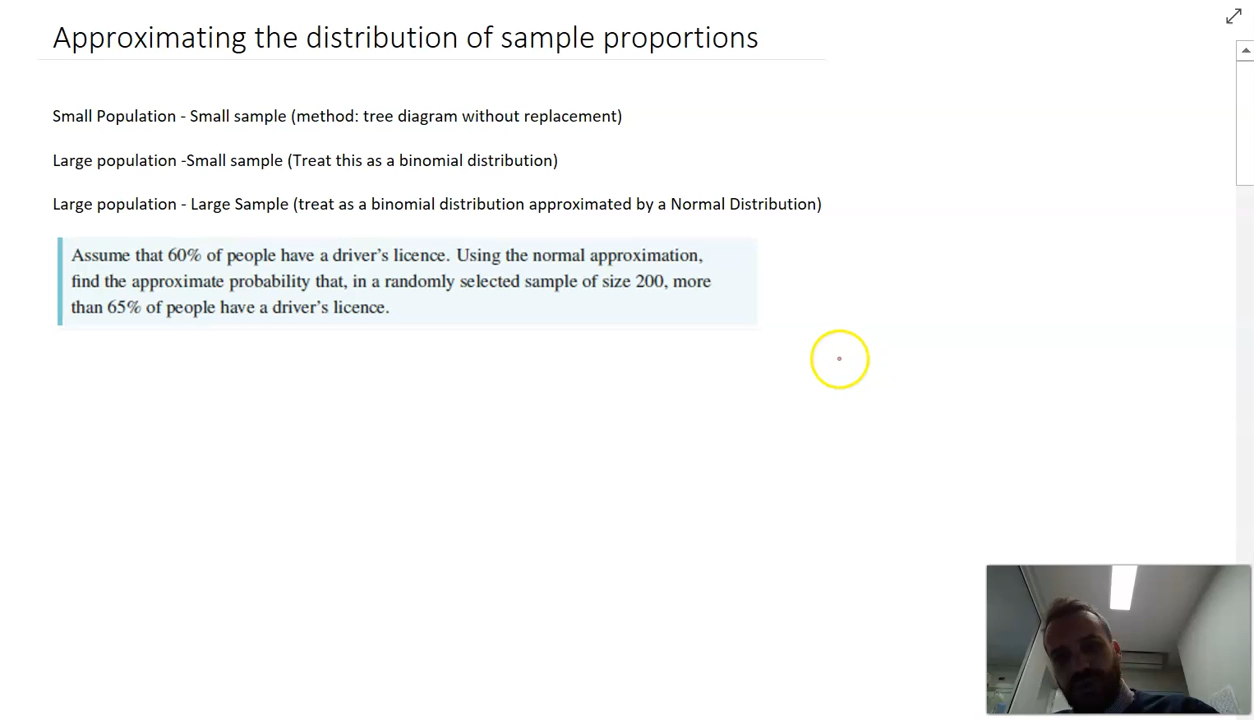 Approximating the distribution of sample proportions
Small Population - Small sample (method: tree diagram without replacement)
Large population -Small sample (Treat this as a binomial distribution)
Large population - Large Sample (treat as a binomial distribution approximated by a Normal Distribution)
Assume that 60% of people have a driver's licence. Using the normal approximation,
find the approximate probability that, in a randomly selected sample of size 200, more
than 65% of people have a driver's licence.